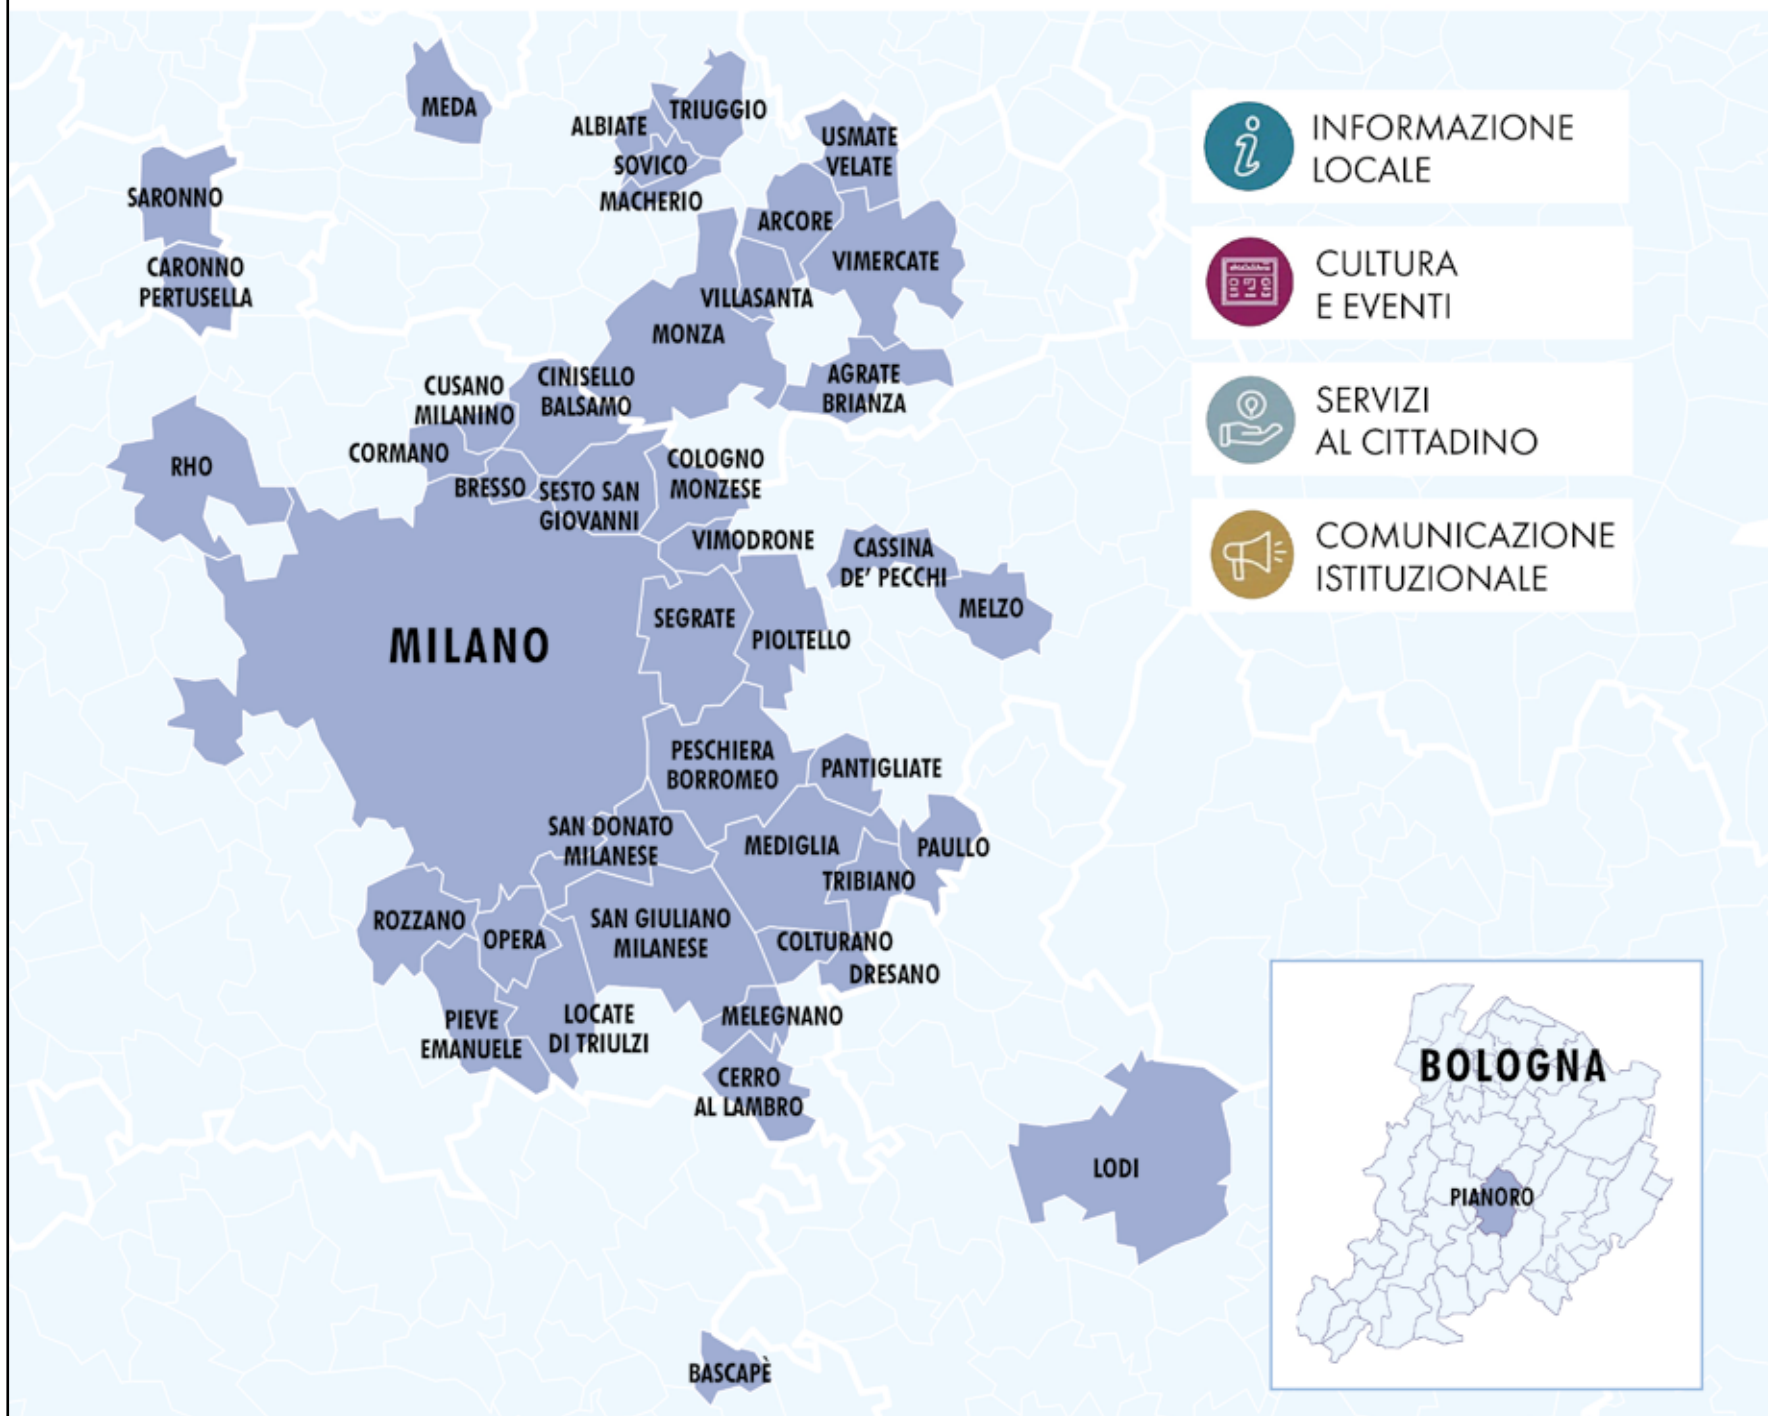 MEDA
TRIUGGIO
ALBIATE
SOVICO
MACHERIO
USMATE
VELATE
SARONNO
ARCORE
CARONNO
PERTUSELLA
VIMERCATE
VILLASANTA
MONZA
CUSANO
MILANINO
CINISELLO
BALSAMO
AGRATE
BRIANZA
RHO
CORMANO
BRESSO
SESTO SAN
GIOVANNI
COLOGNO
MONZESE
VIMODRONE
CASSINA
DE' PECCHI
MELZO
MILANO
SEGRATE
PIOLTELLO
PESCHIERA
BORROMEO
PANTIGLIATE
SAN DONATO
MILANESE
MEDIGLIA
PAULLO
TRIBIANO
ROZZANO
OPERA
SAN GIULIANO
MILANESE
COLTURANO
DRESANO
PIEVE
EMANUELE
LOCATE
DI TRIULZI
MELEGNANO
CERRO
AL LAMBRO
LODI
BASCAPÈ
INFORMAZIONE
LOCALE
CULTURA
E EVENTI
SERVIZI
AL CITTADINO
COMUNICAZIONE
ISTITUZIONALE
BOLOGNA
PIANORO